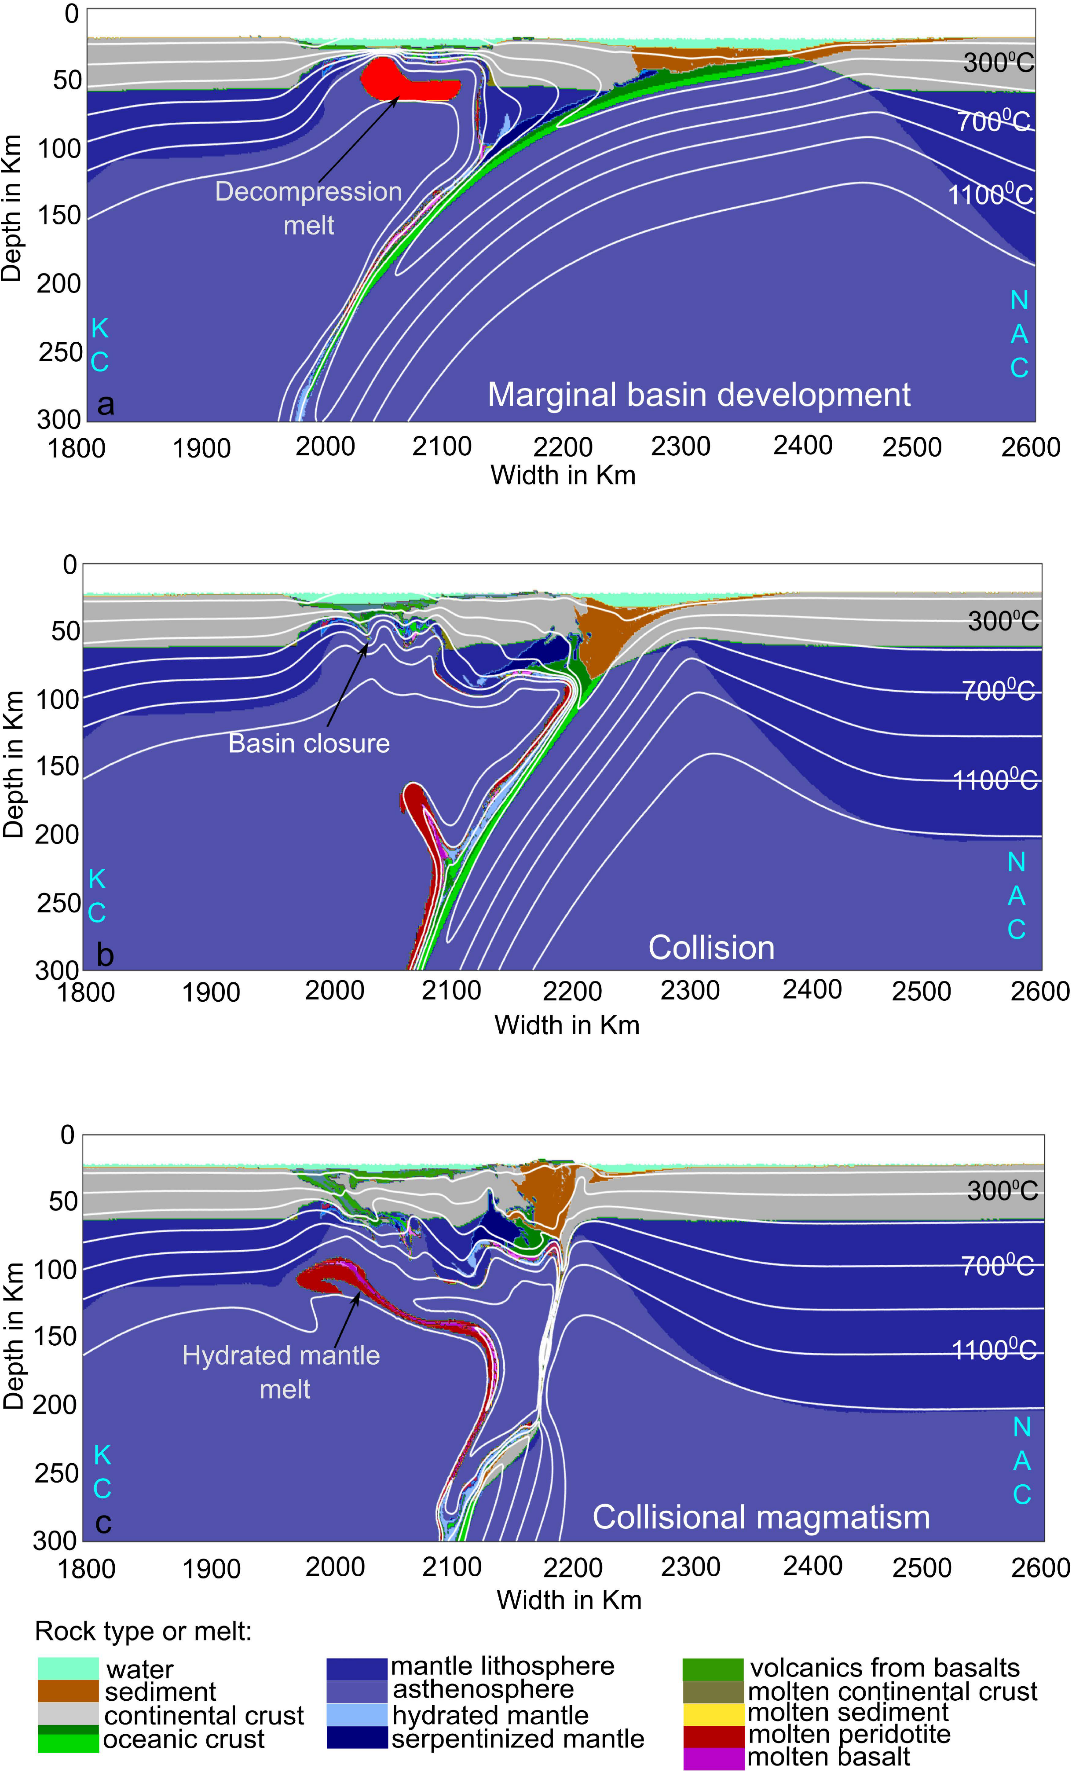 0
50
100
150
200
250
300
Depth in Km
300⁰C
700⁰C
1100⁰C
Decompression
melt
K
C
N
A
C
a
Marginal basin development
1800 1900 2000 2100 2200 2300 2400 2500 2600
Width in Km
0
50
100
150
200
250
300
Depth in Km
300⁰C
700⁰C
1100⁰C
Basin closure
K
C
N
A
C
b
Collision
1800 1900 2000 2100 2200 2300 2400 2500 2600
Width in Km
0
50
100
150
200
250
300
Depth in Km
300⁰C
700⁰C
1100⁰C
Hydrated mantle
melt
K
C
N
A
C
c
Collisional magmatism
1800 1900 2000 2100 2200 2300 2400 2500 2600
Width in Km
Rock type or melt:
water
sediment
continental crust
oceanic crust
mantle lithosphere
asthenosphere
hydrated mantle
serpentinized mantle
volcanics from basalts
molten continental crust
molten sediment
molten peridotite
molten basalt